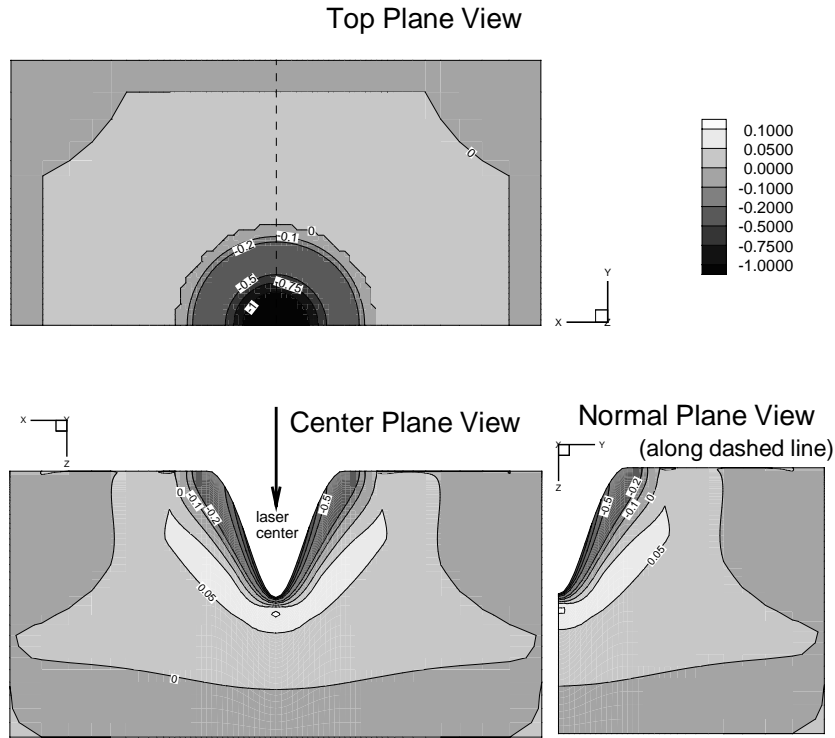 Top Plane View
0
0.1000
0.0500
0.0000
-0.1000
-0.2000
-0.5000
-0.7500
-1.0000
0
-0.1
-0.2
-0.5
-0.75
-1
Y
X
Z
X
Y
Z
Center Plane View
Normal Plane View
(along dashed line)
X
Y
Z
0
-0.1
-0.2
-0.5
laser
center
0.05
0
-0.5
-0.2
-0.1
0
0.05